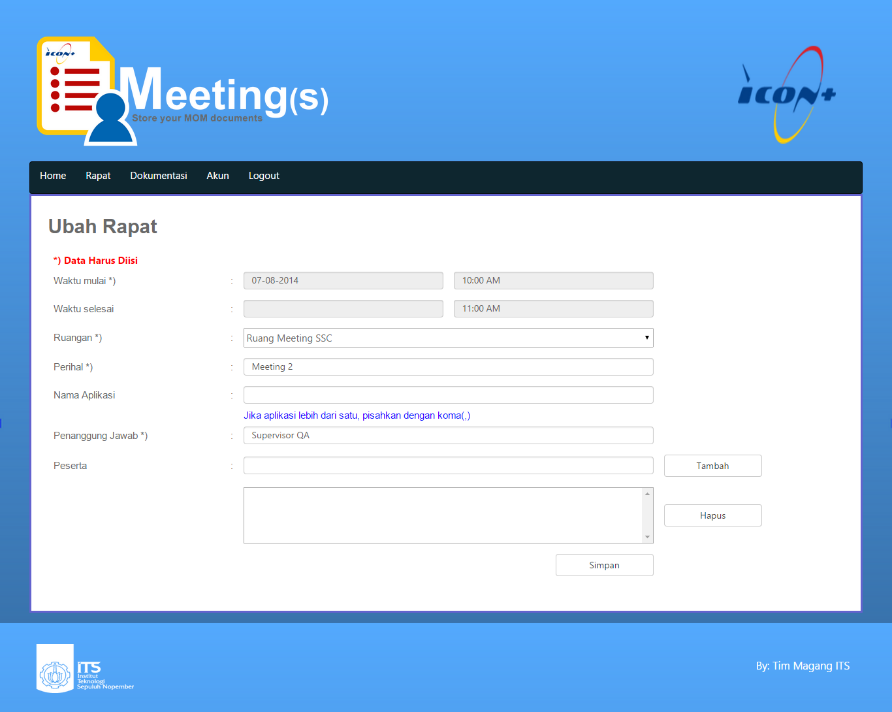 icon+
Meeting(s)
Store your MOM documents
icon+
Home Rapat Dokumentasi Akun Logout
Ubah Rapat
*) Data Harus Diisi
Waktu mulai *) : 07-08-2014 10:00 AM
Waktu selesai : 11:00 AM
Ruangan *) : Ruang Meeting SSC
Perihal *) : Meeting 2
Nama Aplikasi :
Jika aplikasi lebih dari satu, pisahkan dengan koma(,)
Penanggung Jawab *) : Supervisor QA
Peserta : Tambah
Hapus
Simpan
iTS
Institut
Teknologi
Sepuluh Nopember
By: Tim Magang ITS